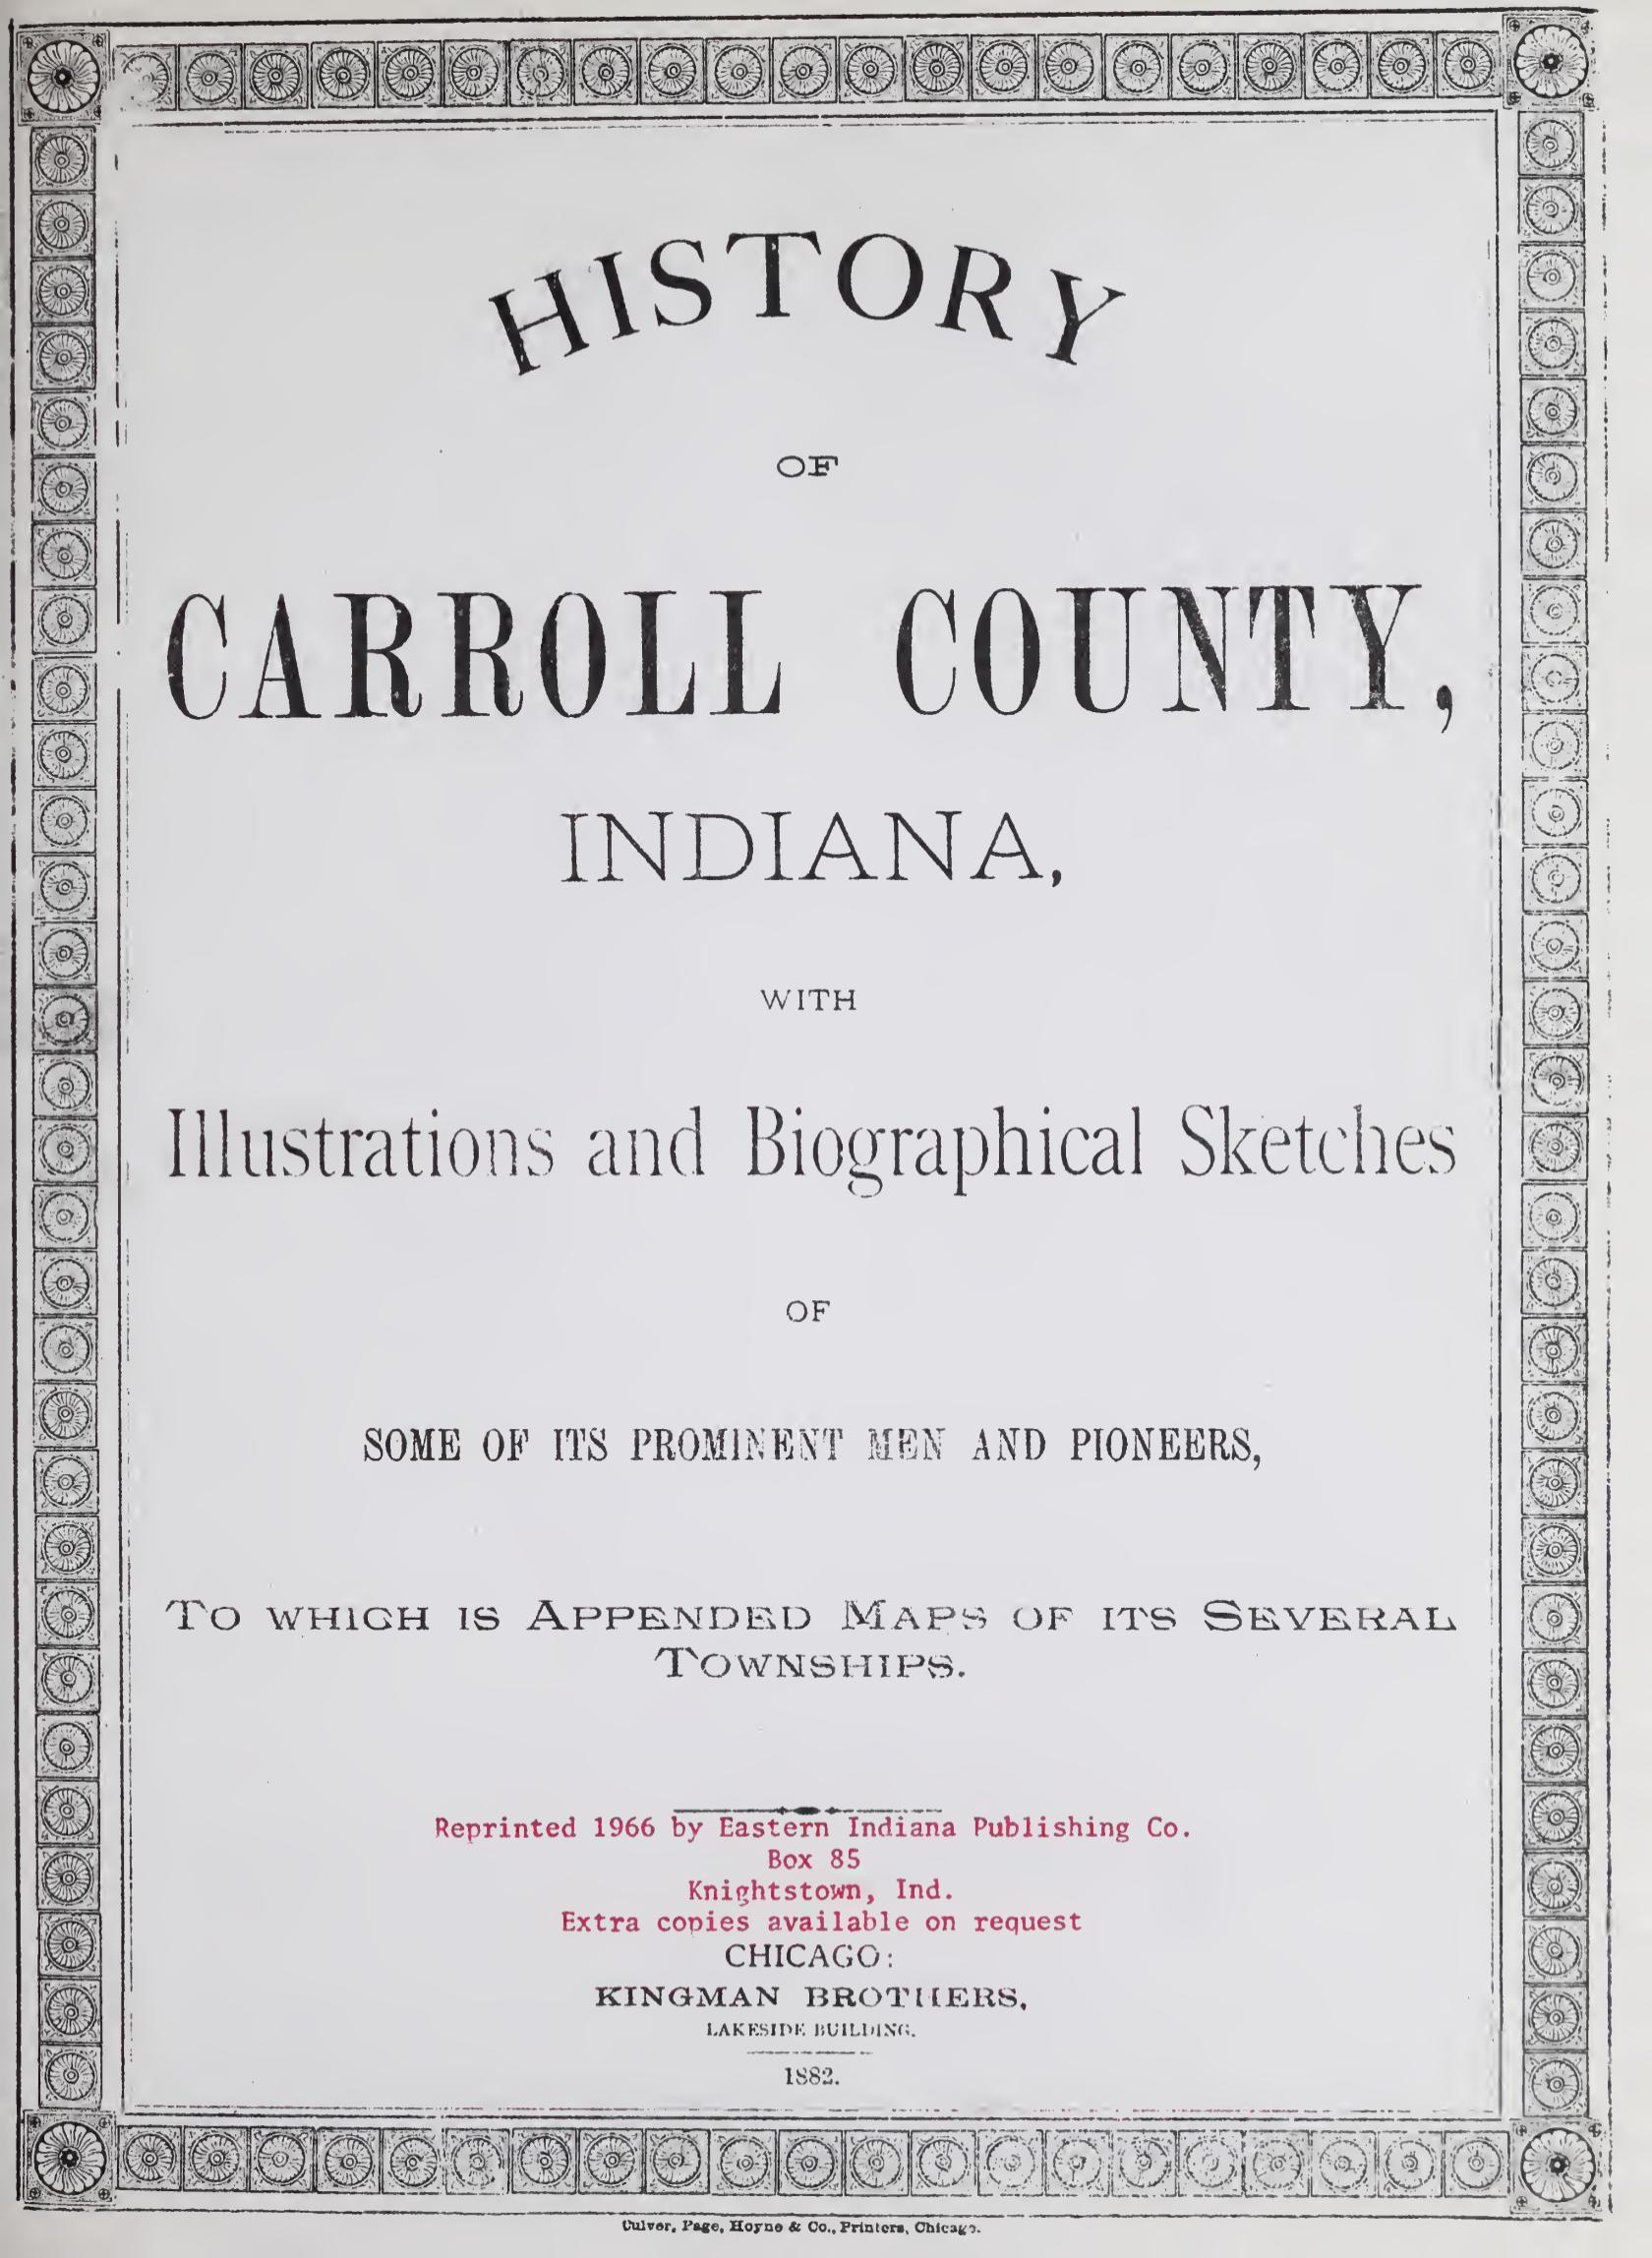 HISTORY
OF
CARROLL COUNTY,
INDIANA,
WITH
Illustrations and Biographical Sketches
OF
SOME OF ITS PROMINENT MEN AND PIONEERS,
TO WHICH IS APPENDED MAPS OF ITS SEVERAL
TOWNSHIPS.
Reprinted 1966 by Eastern Indiana Publishing Co.
Box 85
Knightstown, Ind.
Extra copies available on request
CHICAGO:
KINGMAN BROTHERS,
LAKESIDE BUILDING.
1882.
Culver, Page, Hoyne & Co., Printers, Chicago.